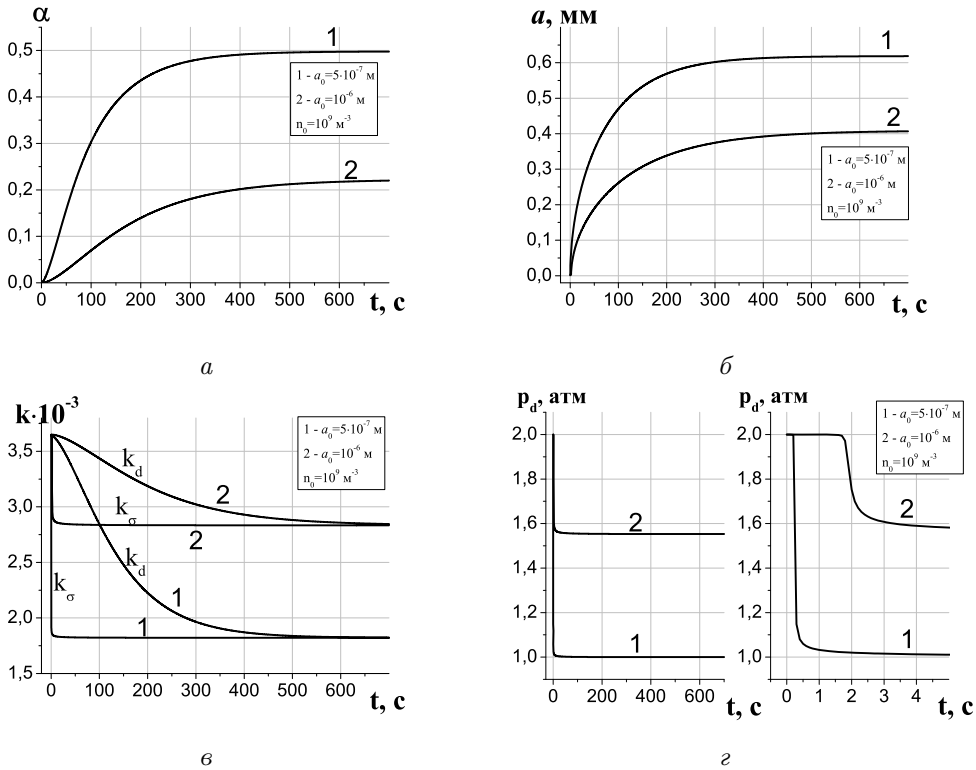 α
0,5
0,4
0,3
0,2
0,1
0,0
0 100 200 300 400 500 600
t, с
1
2
1 - a₀=5·10⁻⁷ м
2 - a₀=10⁻⁶ м
n₀=10⁹ м⁻³
а
a, мм
0,6
0,5
0,4
0,3
0,2
0,1
0,0
0 100 200 300 400 500 600
t, с
1
2
1 - a₀=5·10⁻⁷ м
2 - a₀=10⁻⁶ м
n₀=10⁹ м⁻³
б
k·10⁻³
3,5
3,0
2,5
2,0
1,5
0 100 200 300 400 500 600
t, с
k_d
2
k_σ
2
k_d
k_σ
1
1
1 - a₀=5·10⁻⁷ м
2 - a₀=10⁻⁶ м
n₀=10⁹ м⁻³
в
p_d, атм
2,0
1,8
1,6
1,4
1,2
1,0
0 200 400 600
t, с
2
1
p_d, атм
2,0
1,8
1,6
1,4
1,2
1,0
0 1 2 3 4
t, с
2
1
1 - a₀=5·10⁻⁷ м
2 - a₀=10⁻⁶ м
n₀=10⁹ м⁻³
г